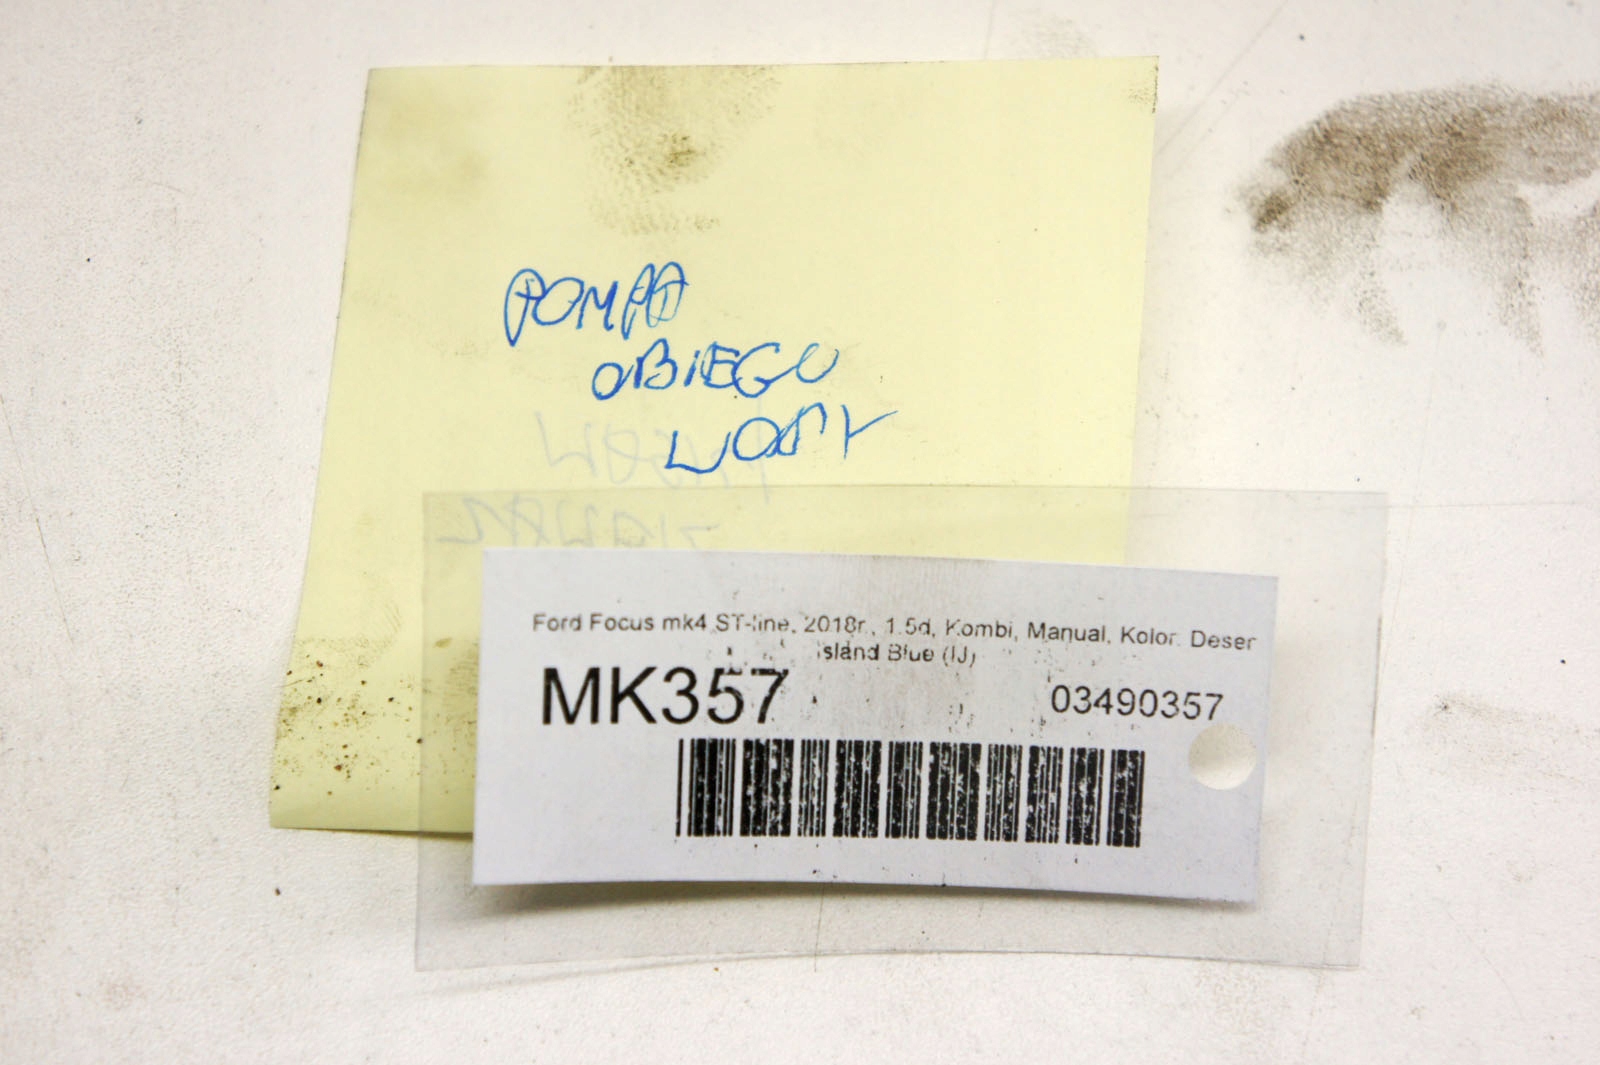 POMPA
OBIEGU
WODY
Ford Focus mk4 ST-line, 2018r., 1.5d, Kombi, Manual, Kolor: Deser
Island Blue (IJ)
MK357
03490357